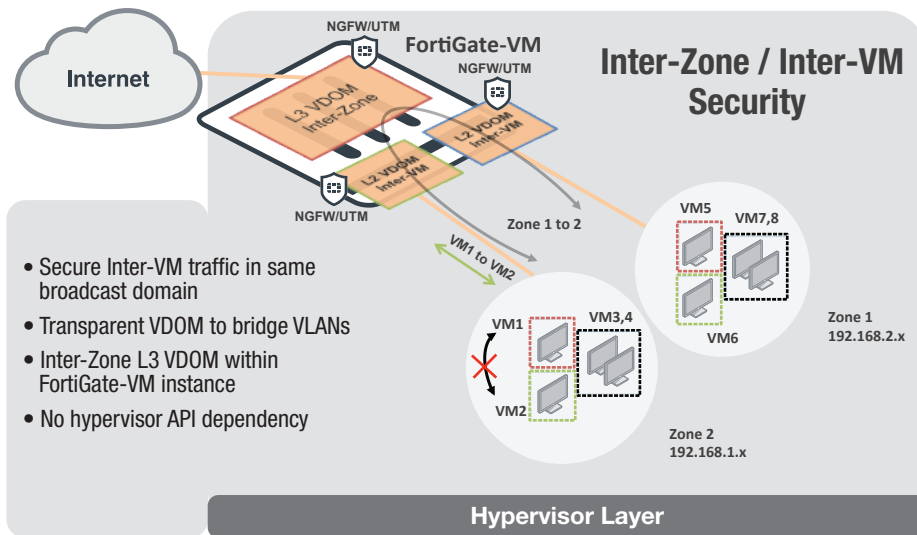 NGFW/UTM
FortiGate-VM
NGFW/UTM
Inter-Zone / Inter-VM
Security
Internet
L3 VDOM
Inter-Zone
L2 VDOM
Inter-VM
L2 VDOM
Inter-VM
NGFW/UTM
Zone 1 to 2
VM1 to VM2
VM5
VM7,8
VM6
Zone 1
192.168.2.x
• Secure Inter-VM traffic in same
broadcast domain
• Transparent VDOM to bridge VLANs
• Inter-Zone L3 VDOM within
FortiGate-VM instance
• No hypervisor API dependency
VM1
VM3,4
VM2
Zone 2
192.168.1.x
Hypervisor Layer